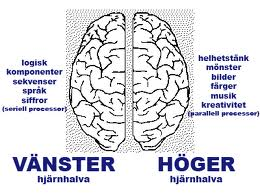 logisk
komponenter
sekvenser
språk
siffror
(seriell processor)
helhetstänk
mönster
bilder
färger
musik
kreativitet
(parallell processor)
VÄNSTER
hjärnhalva
HÖGER
hjärnhalva